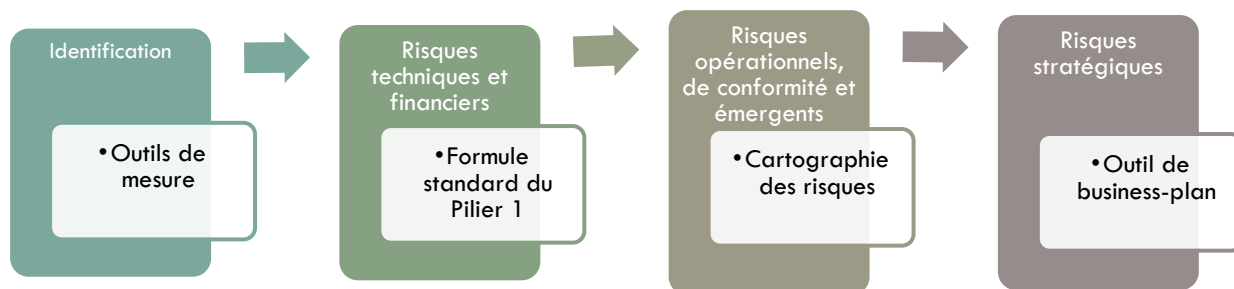 Identification
• Outils de
mesure
Risques
techniques et
financiers
• Formule
standard du
Pilier 1
Risques
opérationnels,
de conformité et
émergents
• Cartographie
des risques
Risques
stratégiques
• Outil de
business-plan